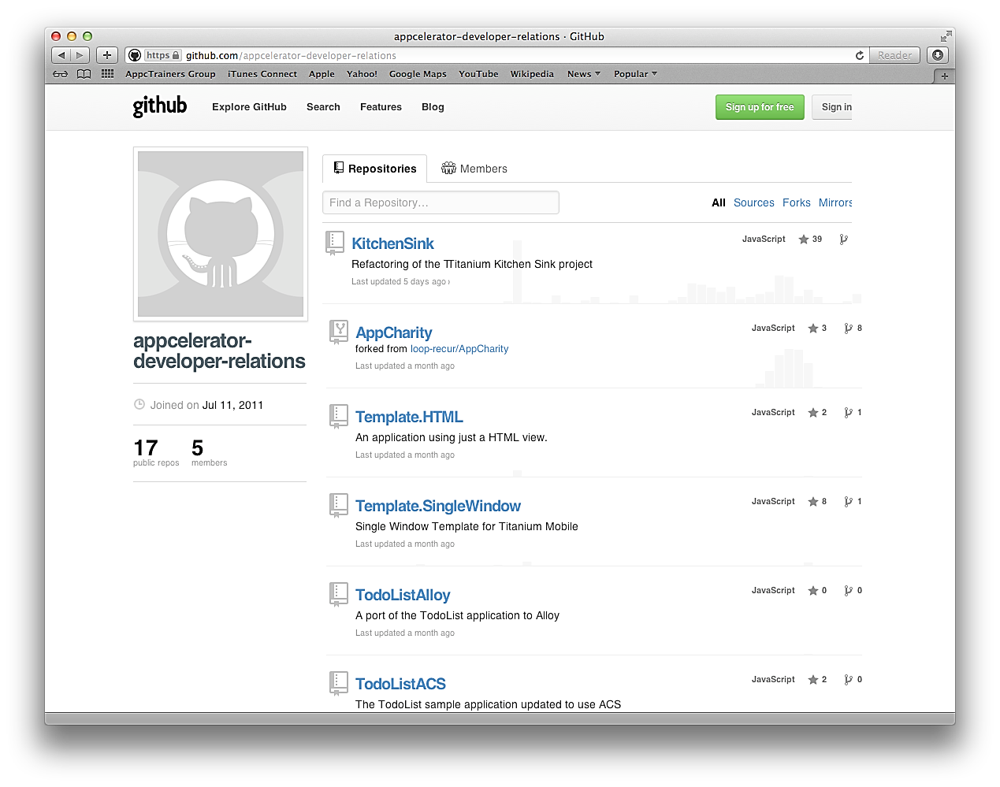 appcelerator-developer-relations · GitHub
https github.com/appcelerator-developer-relations Reader
AppcTrainers Group iTunes Connect Apple Yahoo! Google Maps YouTube Wikipedia News Popular
github Explore GitHub Search Features Blog Sign up for free Sign in
Repositories Members
Find a Repository... All Sources Forks Mirrors
appcelerator-
developer-relations
Joined on Jul 11, 2011
17 5
public repos members
KitchenSink JavaScript 39
Refactoring of the TTitanium Kitchen Sink project
Last updated 5 days ago
AppCharity JavaScript 3 8
forked from loop-recur/AppCharity
Last updated a month ago
Template.HTML JavaScript 2 1
An application using just a HTML view.
Last updated a month ago
Template.SingleWindow JavaScript 8 1
Single Window Template for Titanium Mobile
Last updated a month ago
TodoListAlloy JavaScript 0 0
A port of the TodoList application to Alloy
Last updated a month ago
TodoListACS JavaScript 2 0
The TodoList sample application updated to use ACS